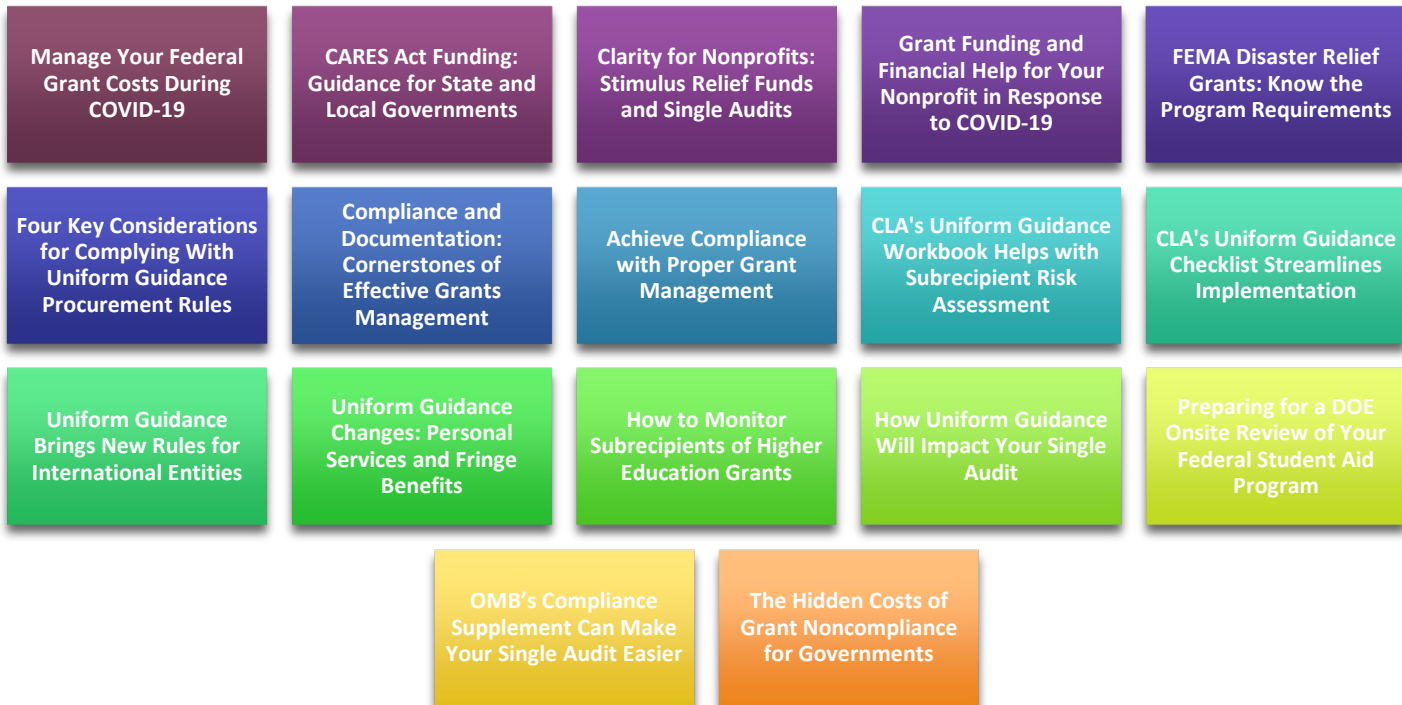 Manage Your Federal
Grant Costs During
COVID-19
CARES Act Funding:
Guidance for State and
Local Governments
Clarity for Nonprofits:
Stimulus Relief Funds
and Single Audits
Grant Funding and
Financial Help for Your
Nonprofit in Response
to COVID-19
FEMA Disaster Relief
Grants: Know the
Program Requirements
Four Key Considerations
for Complying With
Uniform Guidance
Procurement Rules
Compliance and
Documentation:
Cornerstones of
Effective Grants
Management
Achieve Compliance
with Proper Grant
Management
CLA's Uniform Guidance
Workbook Helps with
Subrecipient Risk
Assessment
CLA's Uniform Guidance
Checklist Streamlines
Implementation
Uniform Guidance
Brings New Rules for
International Entities
Uniform Guidance
Changes: Personal
Services and Fringe
Benefits
How to Monitor
Subrecipients of Higher
Education Grants
How Uniform Guidance
Will Impact Your Single
Audit
Preparing for a DOE
Onsite Review of Your
Federal Student Aid
Program
OMB’s Compliance
Supplement Can Make
Your Single Audit Easier
The Hidden Costs of
Grant Noncompliance
for Governments